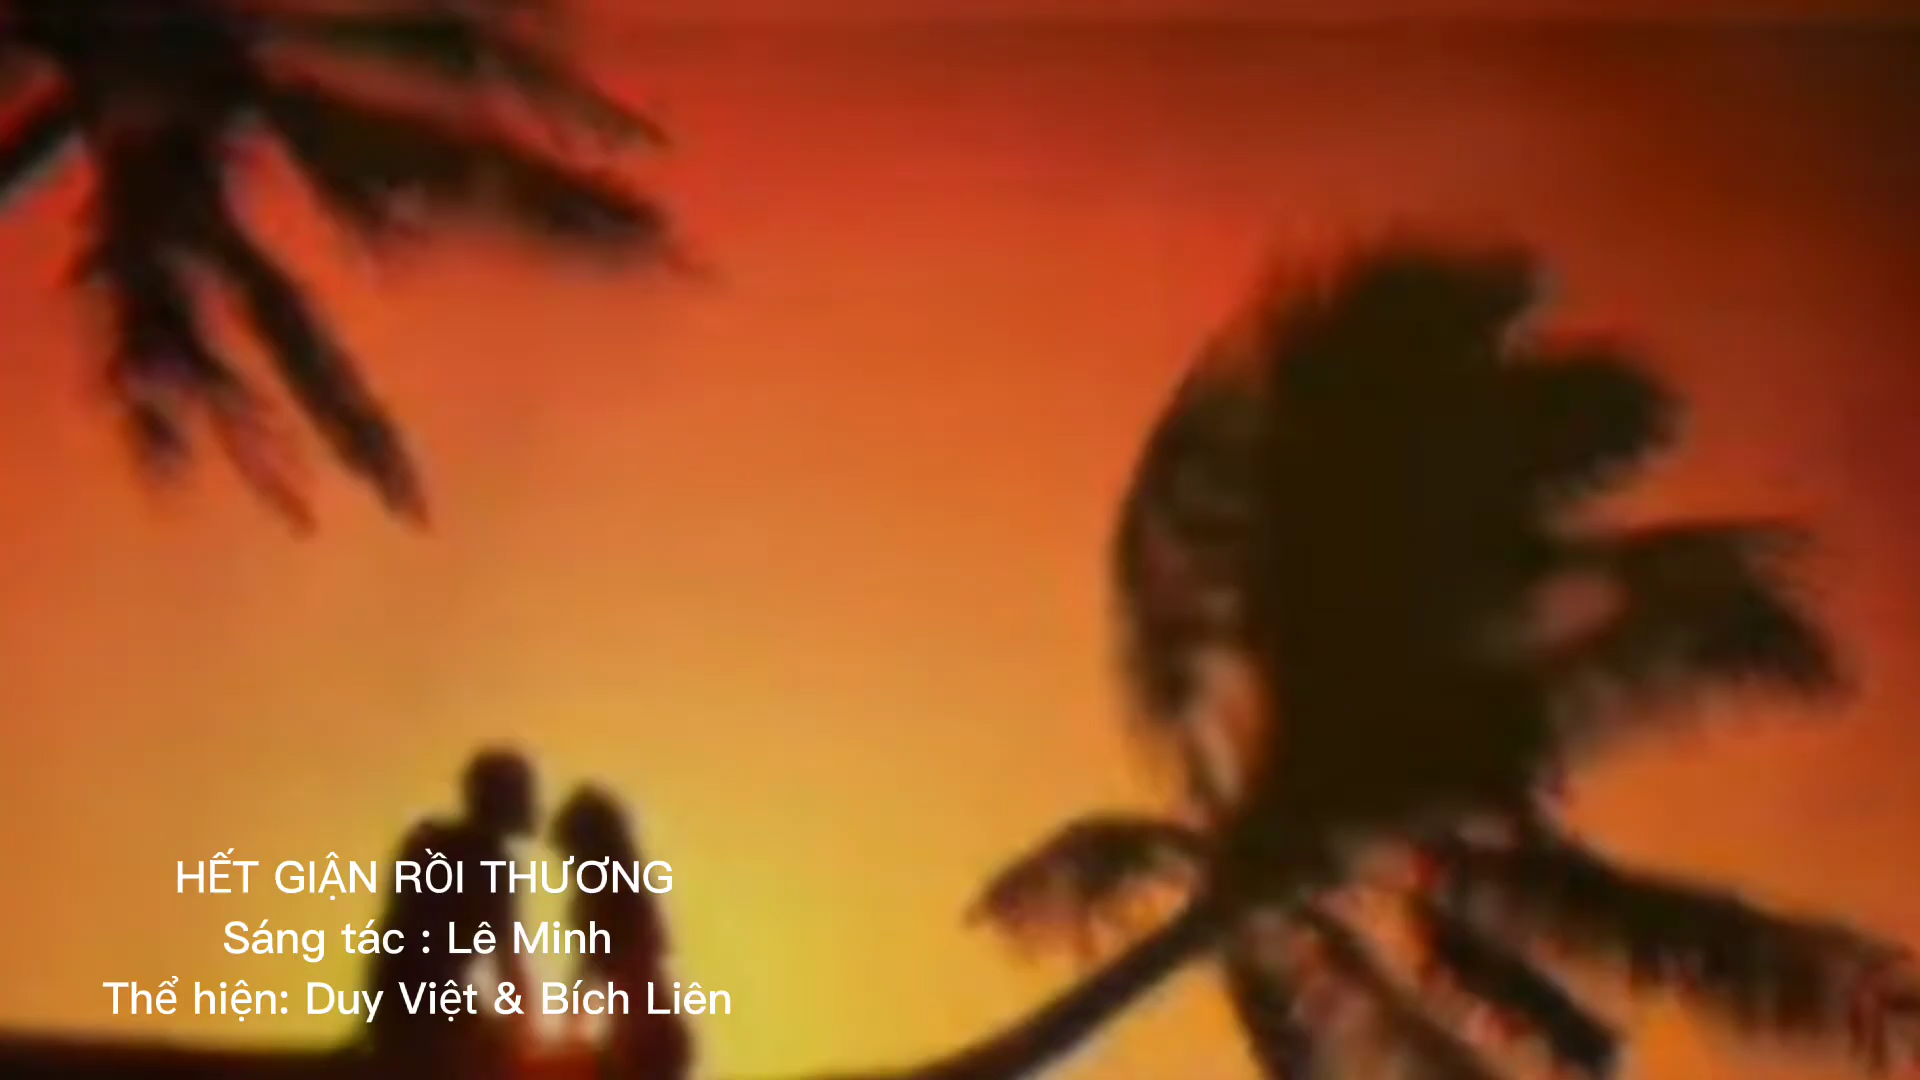 HẾT GIẬN RỒI THƯƠNG
Sáng tác : Lê Minh
Thể hiện: Duy Việt & Bích Liên